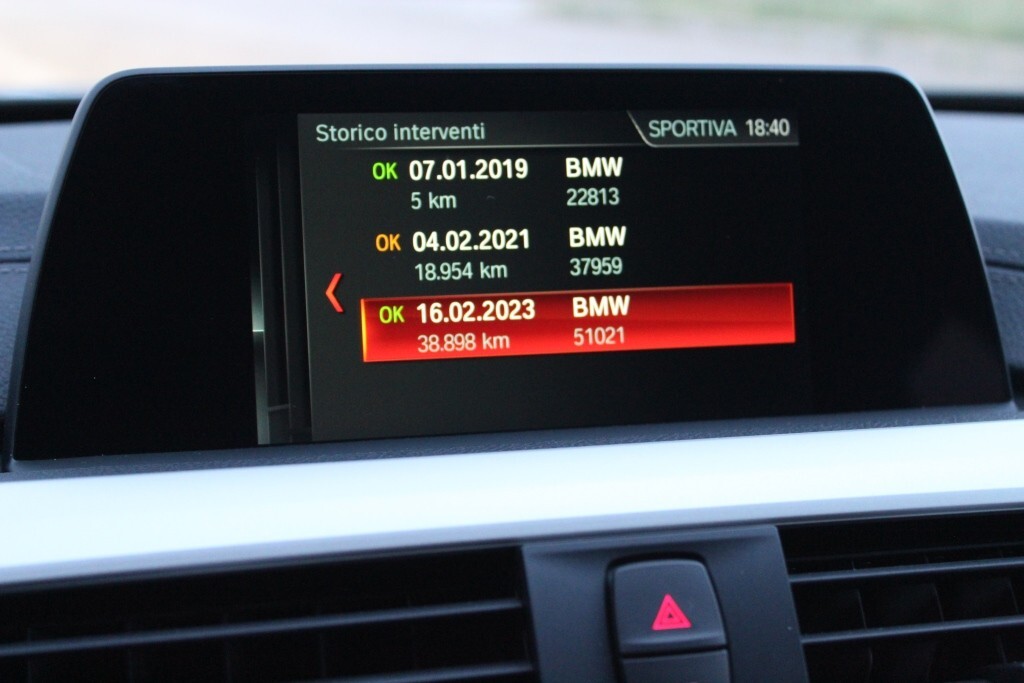 Storico interventi SPORTIVA 18:40
OK 07.01.2019 BMW
5 km 22813
OK 04.02.2021 BMW
18.954 km 37959
OK 16.02.2023 BMW
38.898 km 51021